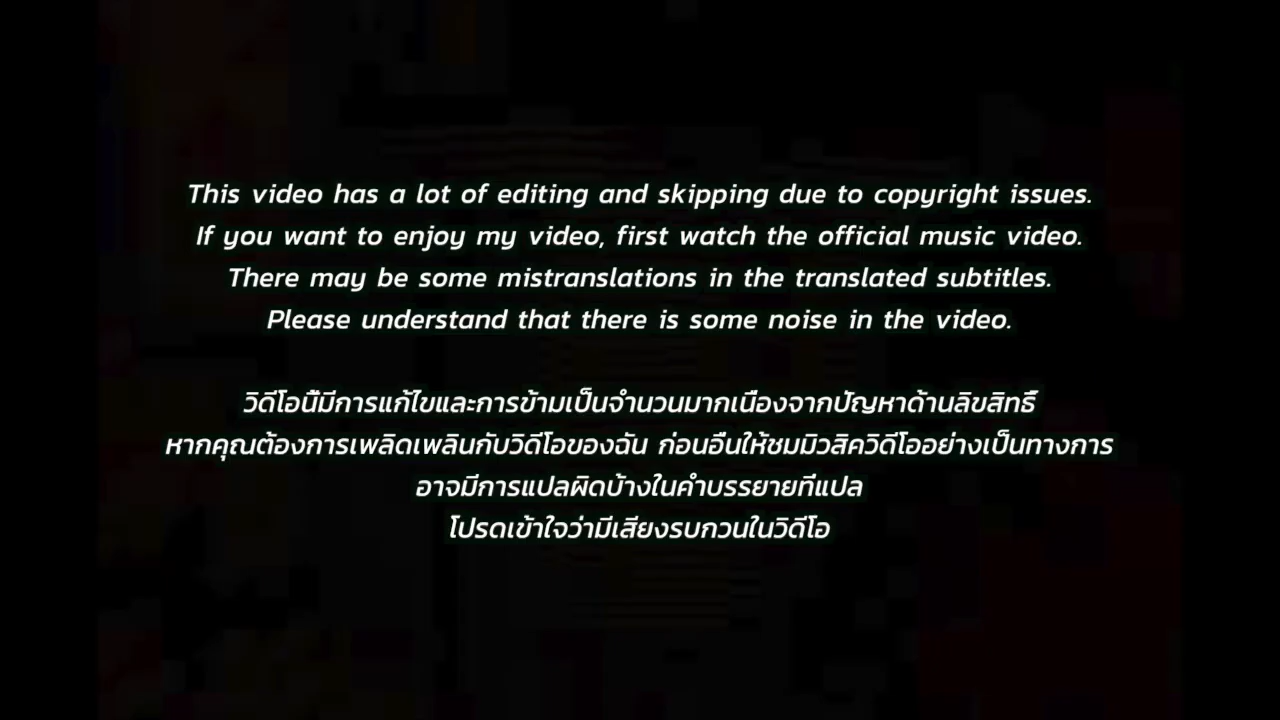 This video has a lot of editing and skipping due to copyright issues.
If you want to enjoy my video, first watch the official music video.
There may be some mistranslations in the translated subtitles.
Please understand that there is some noise in the video.
วิดีโอนี้มีการแก้ไขและการข้ามเป็นจำนวนมากเนื่องจากปัญหาด้านลิขสิทธิ์
หากคุณต้องการเพลิดเพลินกับวิดีโอของฉัน ก่อนอื่นให้ชมมิวสิควิดีโออย่างเป็นทางการ
อาจมีการแปลผิดบ้างในคำบรรยายที่แปล
โปรดเข้าใจว่ามีเสียงรบกวนในวิดีโอ